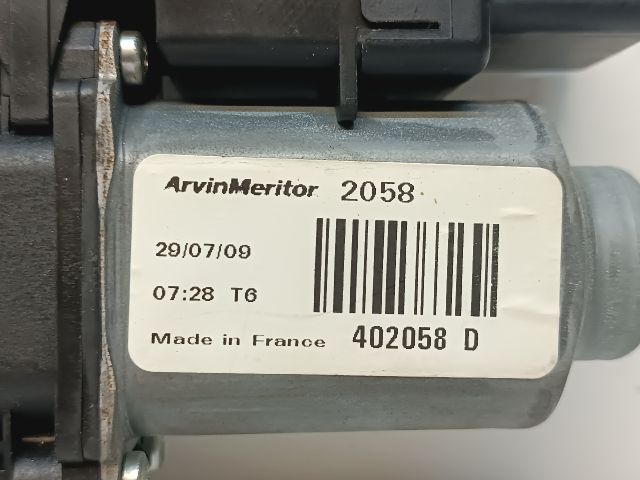 ArvinMeritor 2058
29/07/09
07:28 T6
Made in France 402058 D